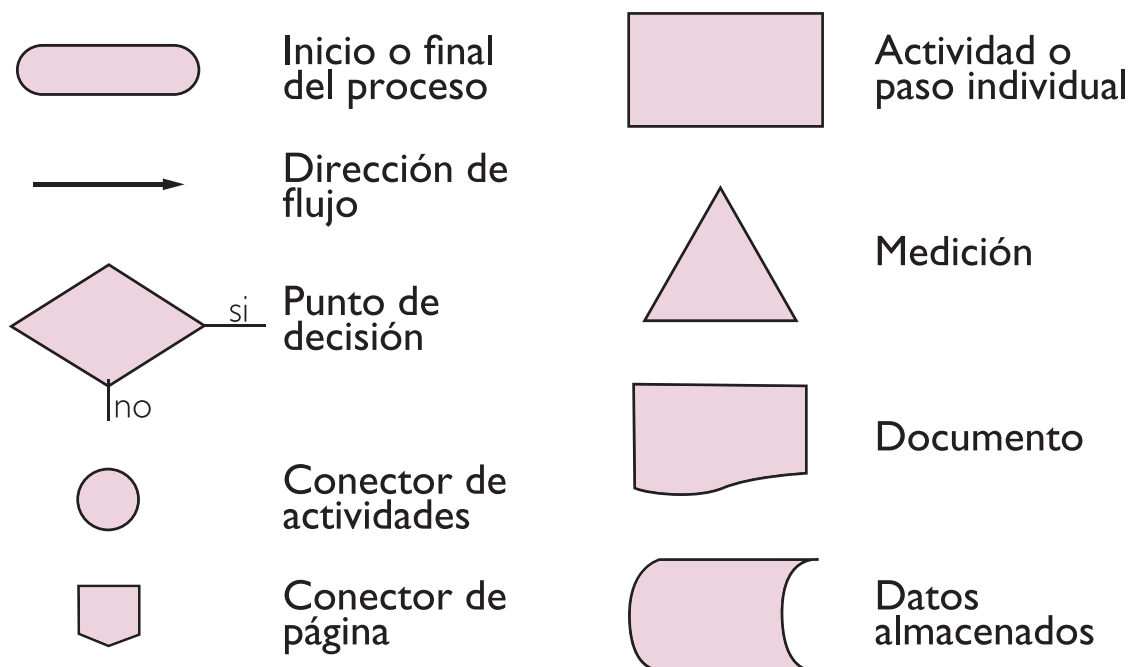 Inicio o final
del proceso
Dirección de
flujo
si
Punto de
decisión
no
Conector de
actividades
Conector de
página
Actividad o
paso individual
Medición
Documento
Datos
almacenados